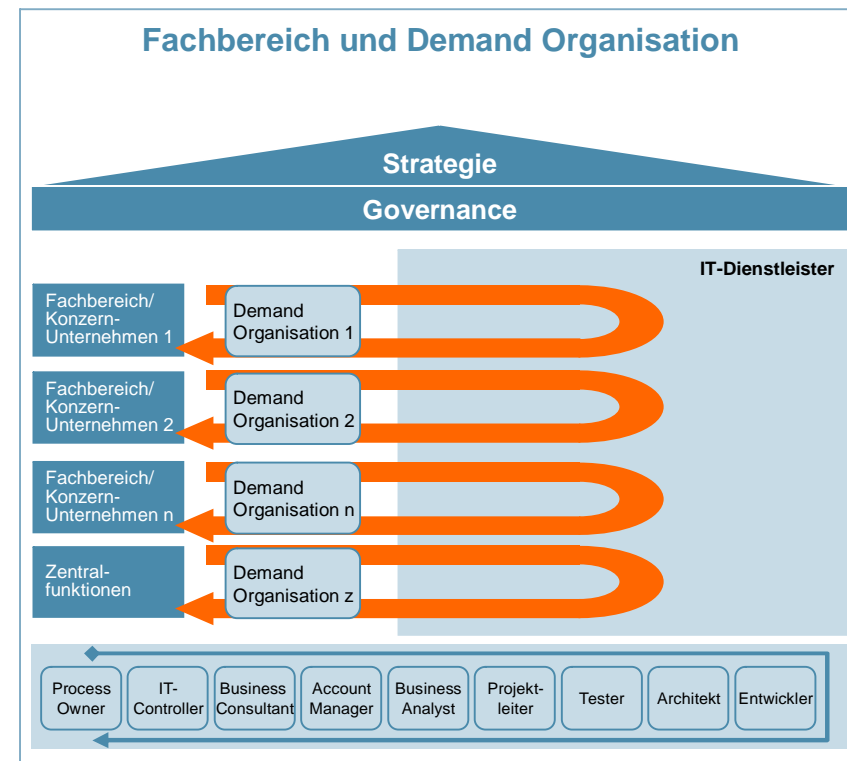 Fachbereich und Demand Organisation
Strategie
Governance
IT-Dienstleister
Fachbereich/
Konzern-
Unternehmen 1
Demand
Organisation 1
Fachbereich/
Konzern-
Unternehmen 2
Demand
Organisation 2
Fachbereich/
Konzern-
Unternehmen n
Demand
Organisation n
Zentral-
funktionen
Demand
Organisation z
Process
Owner
IT-
Controller
Business
Consultant
Account
Manager
Business
Analyst
Projekt-
leiter
Tester
Architekt
Entwickler